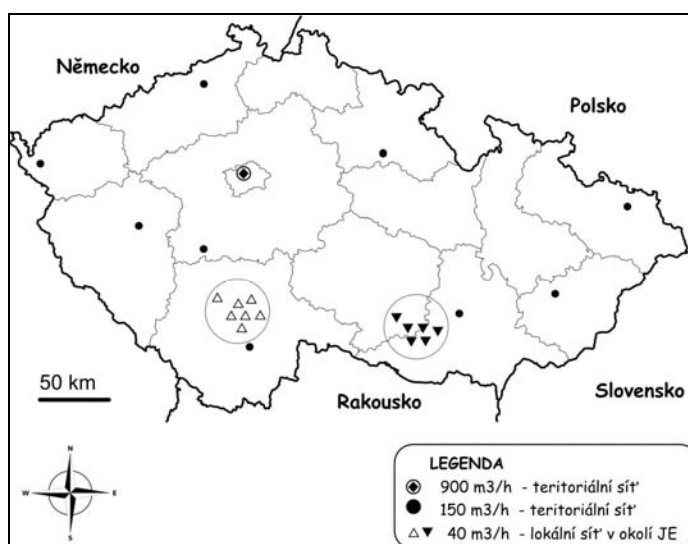 Německo
Polsko
50 km
Rakousko
Slovensko
N
W E
S
LEGENDA
900 m3/h - teritoriální síť
150 m3/h - teritoriální síť
40 m3/h - lokální síť v okolí JE